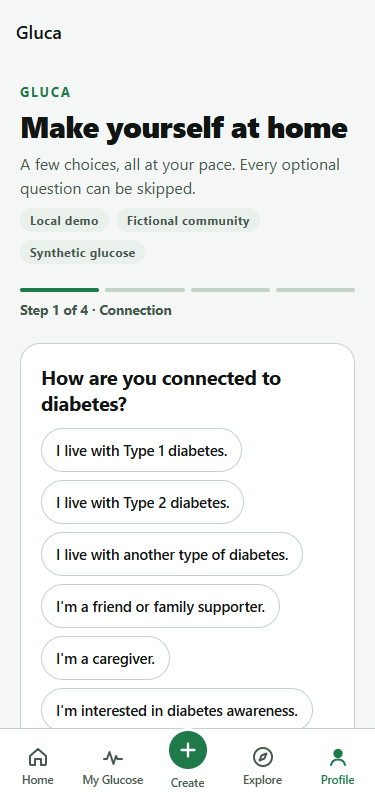 Gluca
GLUCA
Make yourself at home
A few choices, all at your pace. Every optional
question can be skipped.
Local demo
Fictional community
Synthetic glucose
Step 1 of 4 · Connection
How are you connected to
diabetes?
I live with Type 1 diabetes.
I live with Type 2 diabetes.
I live with another type of diabetes.
I'm a friend or family supporter.
I'm a caregiver.
I'm interested in diabetes awareness.
Home
My Glucose
Create
Explore
Profile